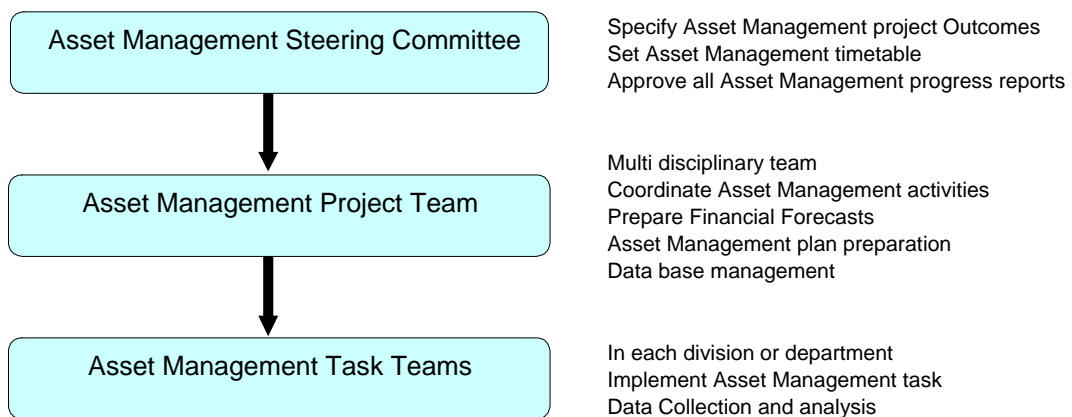 Asset Management Steering Committee
Specify Asset Management project Outcomes
Set Asset Management timetable
Approve all Asset Management progress reports
Asset Management Project Team
Multi disciplinary team
Coordinate Asset Management activities
Prepare Financial Forecasts
Asset Management plan preparation
Data base management
Asset Management Task Teams
In each division or department
Implement Asset Management task
Data Collection and analysis